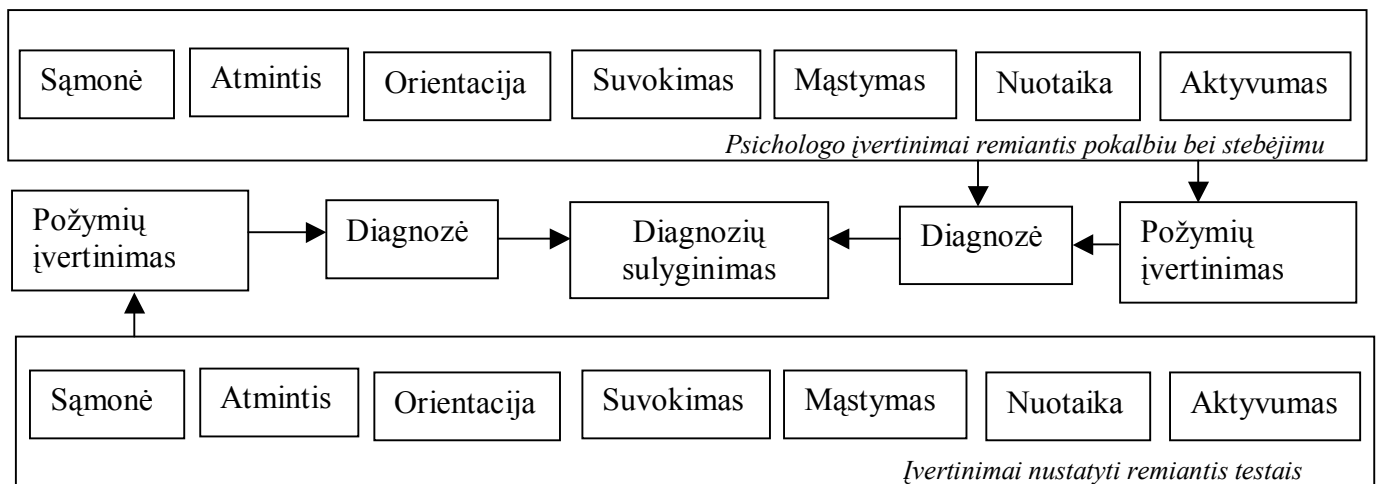 Sąmonė
Atmintis
Orientacija
Suvokimas
Mąstymas
Nuotaika
Aktyvumas
Psichologo įvertinimai remiantis pokalbiu bei stebėjimu
Požymių
įvertinimas
Diagnozė
Diagnozių
sulyginimas
Diagnozė
Požymių
įvertinimas
Sąmonė
Atmintis
Orientacija
Suvokimas
Mąstymas
Nuotaika
Aktyvumas
Įvertinimai nustatyti remiantis testais